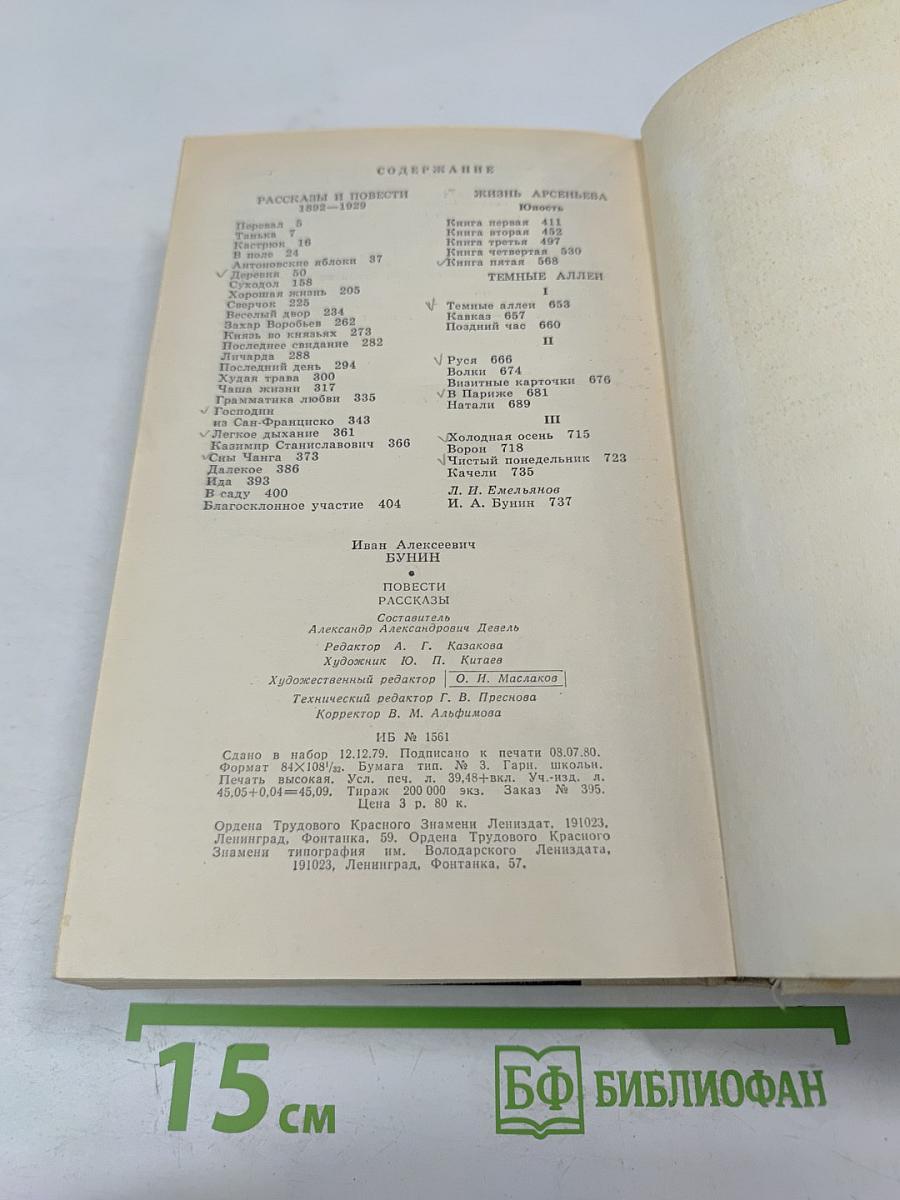 СОДЕРЖАНИЕ
РАССКАЗЫ И ПОВЕСТИ
1892—1929
Перевал 5
Танька 7
Кастрюк 16
В поле 24
Антоновские яблоки 37
Деревня 50
Суходол 158
Хорошая жизнь 205
Сверчок 225
Веселый двор 234
Захар Воробьев 262
Князь во князьях 273
Последнее свидание 282
Личарда 288
Последний день 294
Худая трава 300
Чаша жизни 317
Грамматика любви 335
Господин
из Сан-Франциско 343
Легкое дыхание 361
Казимир Станиславович 366
Сны Чанга 373
Далекое 386
Ида 393
В саду 400
Благосклонное участие 404
ЖИЗНЬ АРСЕНЬЕВА
Юность
Книга первая 411
Книга вторая 452
Книга третья 497
Книга четвертая 530
Книга пятая 568
ТЕМНЫЕ АЛЛЕИ
I
Темные аллеи 653
Кавказ 657
Поздний час 660
II
Руся 666
Волки 674
Визитные карточки 676
В Париже 681
Натали 689
III
Холодная осень 715
Ворон 718
Чистый понедельник 723
Качели 735
Л. И. Емельянов
И. А. Бунин 737
Иван Алексеевич
БУНИН
ПОВЕСТИ
РАССКАЗЫ
Составитель
Александр Александрович Девель
Редактор А. Г. Казакова
Художник Ю. П. Китаев
Художественный редактор О. И. Маслаков
Технический редактор Г. В. Преснова
Корректор В. М. Альфимова
ИБ № 1561
Сдано в набор 12.12.79. Подписано к печати 08.07.80.
Формат 84×108¹/₃₂. Бумага тип. № 3. Гарн. школьн.
Печать высокая. Усл. печ. л. 39,48+вкл. Уч.-изд. л.
45,05+0,04=45,09. Тираж 200 000 экз. Заказ № 395.
Цена 3 р. 80 к.
Ордена Трудового Красного Знамени Лениздат, 191023,
Ленинград, Фонтанка, 59. Ордена Трудового Красного
Знамени типография им. Володарского Лениздата,
191023, Ленинград, Фонтанка, 57.
15 см
БФ БИБЛИОФАН